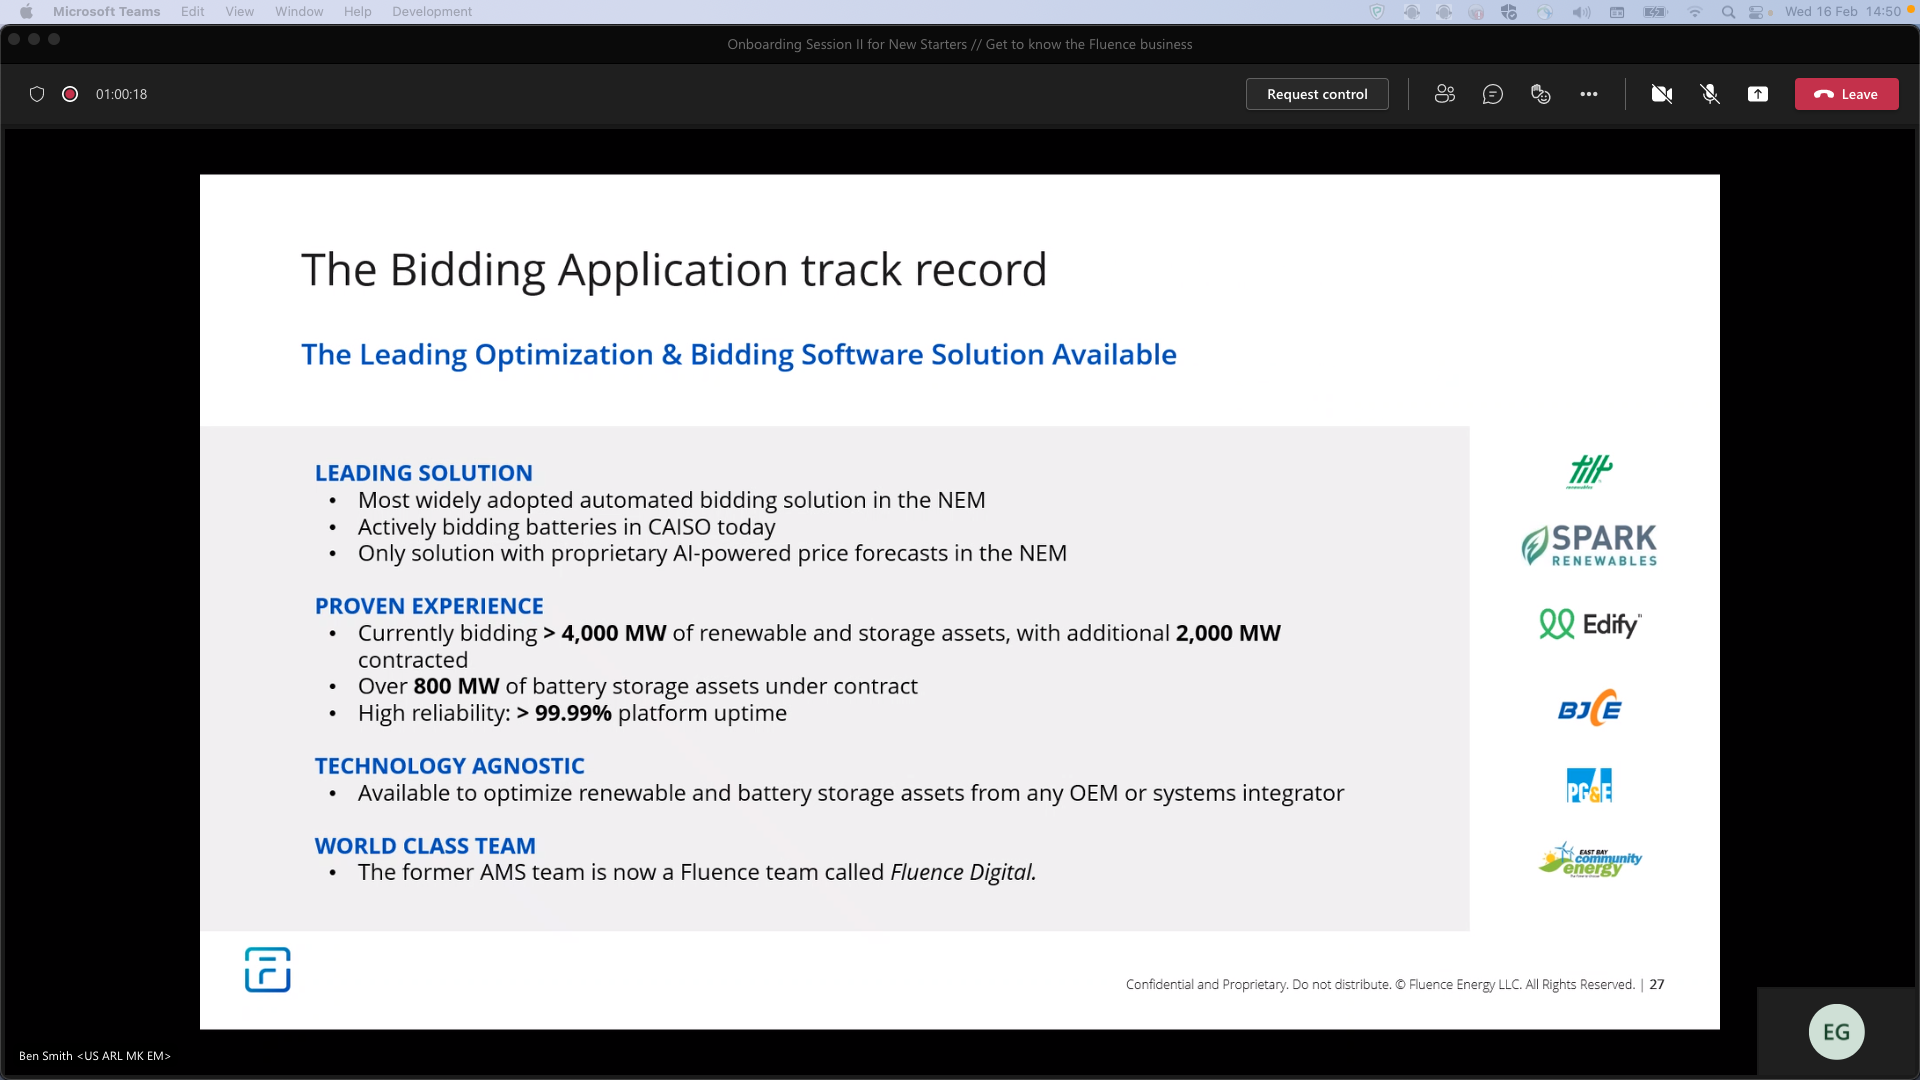 Microsoft Teams Edit View Window Help Development Wed 16 Feb 14:50
Onboarding Session II for New Starters // Get to know the Fluence business
01:00:18 Request control Leave
The Bidding Application track record
The Leading Optimization & Bidding Software Solution Available
LEADING SOLUTION
• Most widely adopted automated bidding solution in the NEM
• Actively bidding batteries in CAISO today
• Only solution with proprietary AI-powered price forecasts in the NEM
PROVEN EXPERIENCE
• Currently bidding > 4,000 MW of renewable and storage assets, with additional 2,000 MW
contracted
• Over 800 MW of battery storage assets under contract
• High reliability: > 99.99% platform uptime
TECHNOLOGY AGNOSTIC
• Available to optimize renewable and battery storage assets from any OEM or systems integrator
WORLD CLASS TEAM
• The former AMS team is now a Fluence team called Fluence Digital.
tilt
renewables
SPARK
RENEWABLES
Edify
BJCE
PG&E
EAST BAY
community
energy
Confidential and Proprietary. Do not distribute. © Fluence Energy LLC. All Rights Reserved. | 27
EG
Ben Smith <US ARL MK EM>